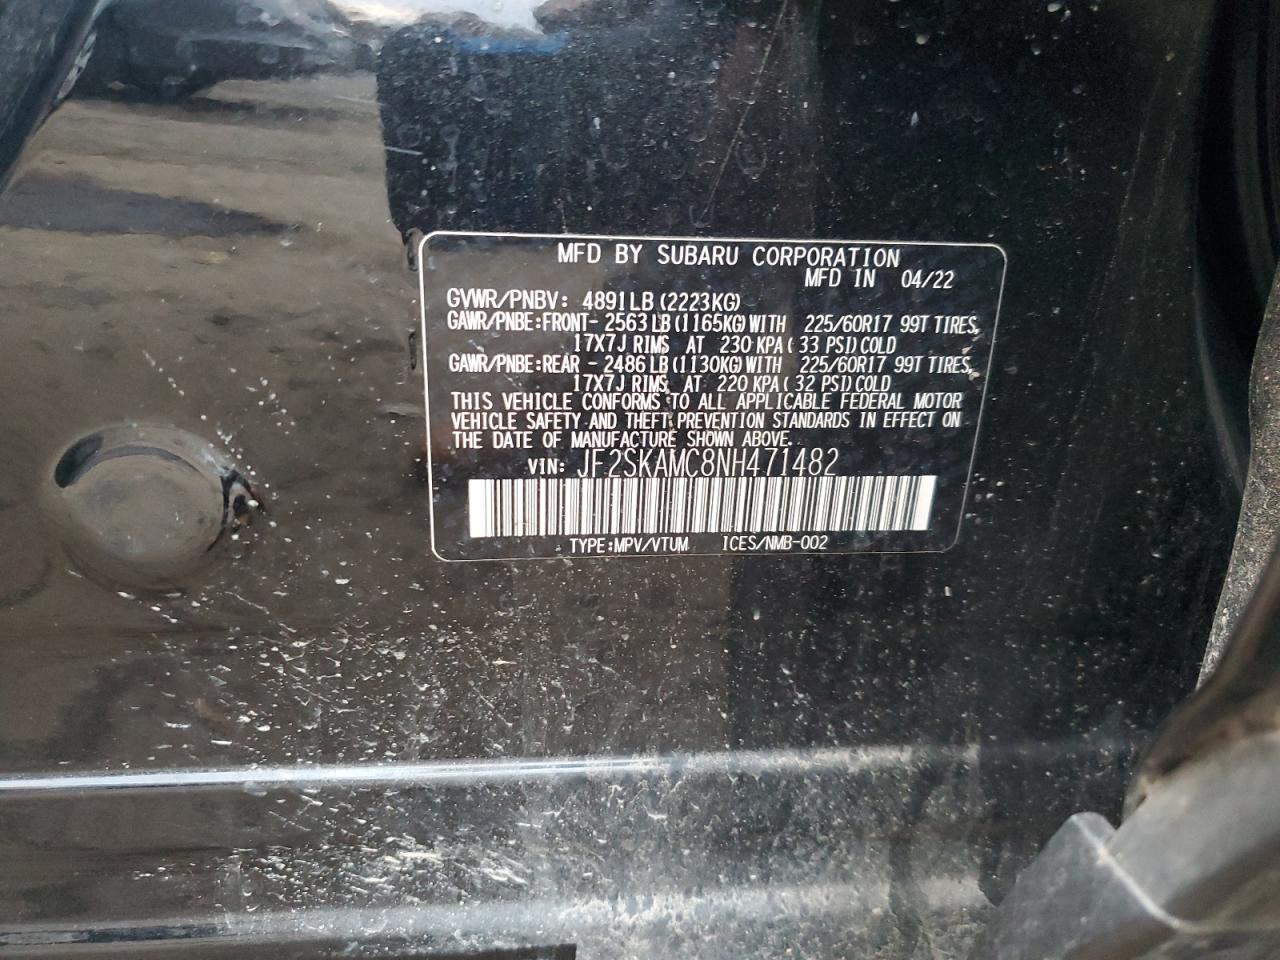 MFD BY SUBARU CORPORATION
MFD IN 04/22
GVWR/PNBV: 4891LB(2223KG)
GAWR/PNBE:FRONT- 2563LB(1165KG)WITH 225/60R17 99T TIRES,
17X7J RIMS AT 230 KPA( 33 PSI)COLD
GAWR/PNBE:REAR - 2486LB(1130KG)WITH 225/60R17 99T TIRES,
17X7J RIMS AT 220 KPA( 32 PSI)COLD
THIS VEHICLE CONFORMS TO ALL APPLICABLE FEDERAL MOTOR
VEHICLE SAFETY AND THEFT PREVENTION STANDARDS IN EFFECT ON
THE DATE OF MANUFACTURE SHOWN ABOVE.
VIN: JF2SKAMC8NH471482
TYPE:MPV/VTUM ICES/NMB-002